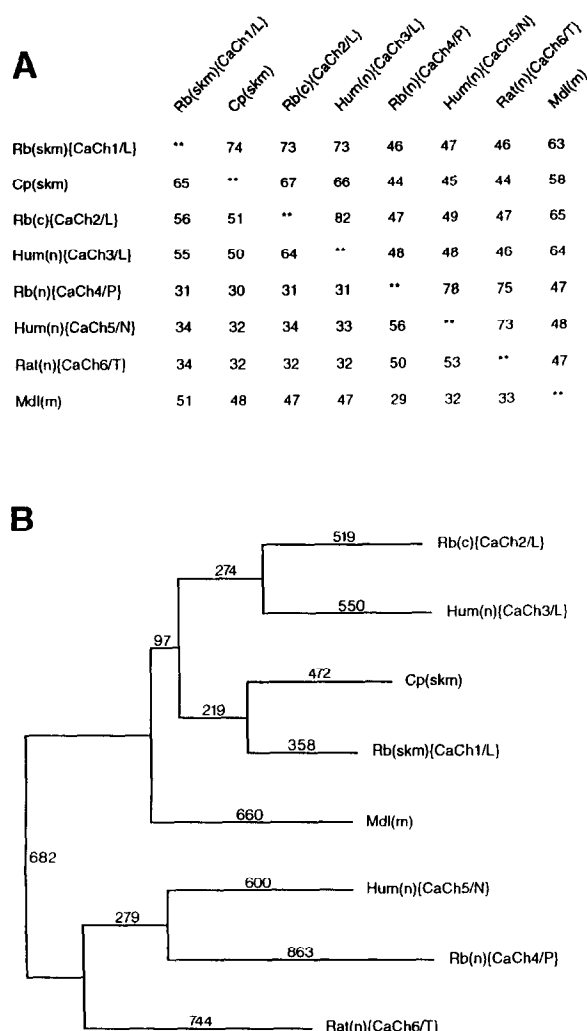 A
Rb(skm){CaCh1/L} Cp(skm) Rb(c){CaCh2/L} Hum(n){CaCh3/L} Rb(n){CaCh4/P} Hum(n){CaCh5/N} Rat(n){CaCh6/T} Mdl(m)
Rb(skm){CaCh1/L} ** 74 73 73 46 47 46 63
Cp(skm) 65 ** 67 66 44 45 44 58
Rb(c){CaCh2/L} 56 51 ** 82 47 49 47 65
Hum(n){CaCh3/L} 55 50 64 ** 48 48 46 64
Rb(n){CaCh4/P} 31 30 31 31 ** 78 75 47
Hum(n){CaCh5/N} 34 32 34 33 56 ** 73 48
Rat(n){CaCh6/T} 34 32 32 32 50 53 ** 47
Mdl(m) 51 48 47 47 29 32 33 **
B
519 Rb(c){CaCh2/L}
274
550 Hum(n){CaCh3/L}
97
472 Cp(skm)
219
358 Rb(skm){CaCh1/L}
660 Mdl(m)
682
600 Hum(n){CaCh5/N}
279
863 Rb(n){CaCh4/P}
744 Rat(n){CaCh6/T}